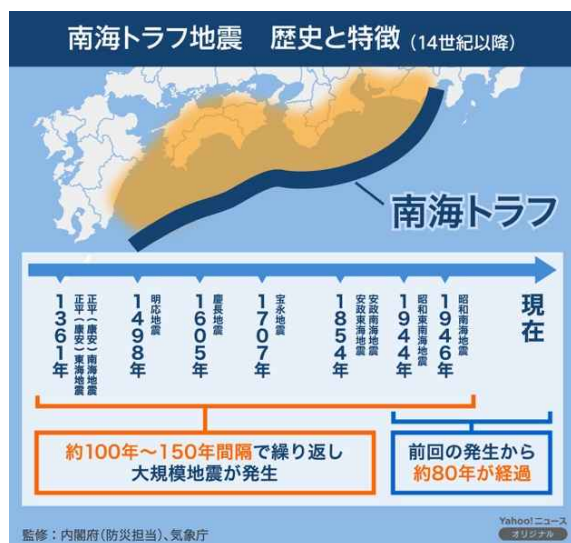 南海トラフ地震 歴史と特徴(14世紀以降)
南海トラフ
1361年
正平(康安)東海地震
正平(康安)南海地震
1498年
明応地震
1605年
慶長地震
1707年
宝永地震
1854年
安政東海地震
安政南海地震
1944年
昭和東南海地震
1946年
昭和南海地震
現在
約100年～150年間隔で繰り返し
大規模地震が発生
前回の発生から
約80年が経過
監修：内閣府(防災担当)、気象庁
Yahoo!ニュース
オリジナル